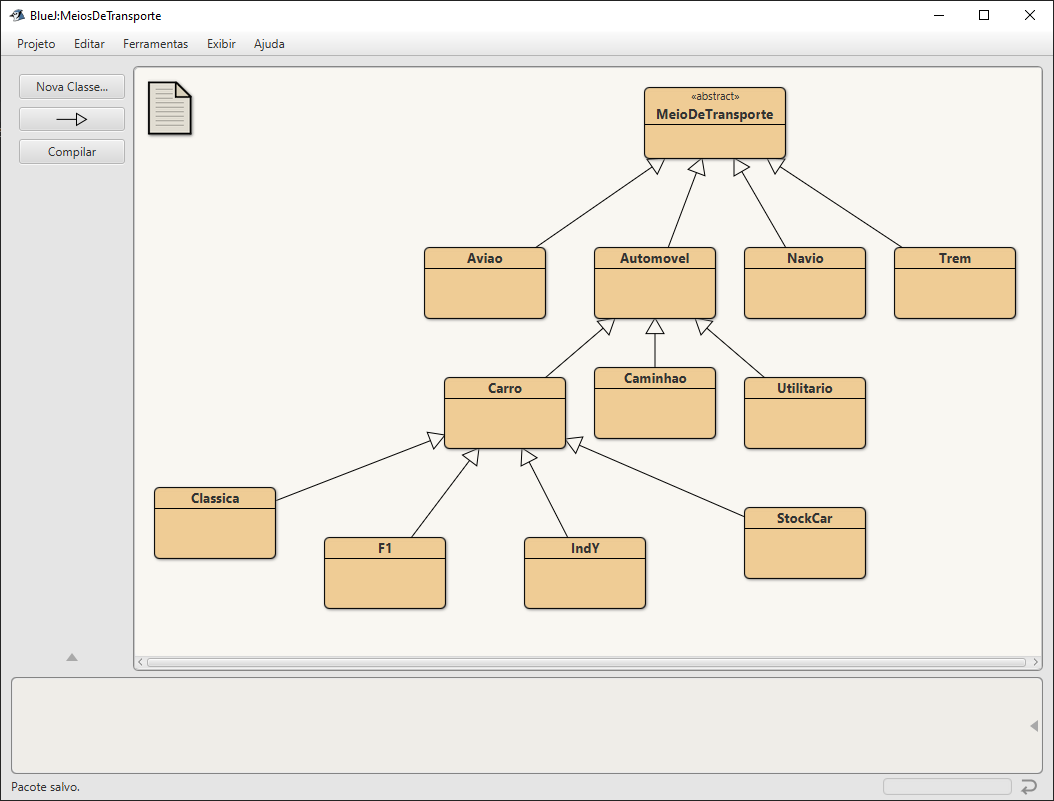 BlueJ:MeiosDeTransporte
Projeto Editar Ferramentas Exibir Ajuda
Nova Classe...
Compilar
«abstract»
MeioDeTransporte
Aviao
Automovel
Navio
Trem
Carro
Caminhao
Utilitario
Classica
F1
IndY
StockCar
Pacote salvo.